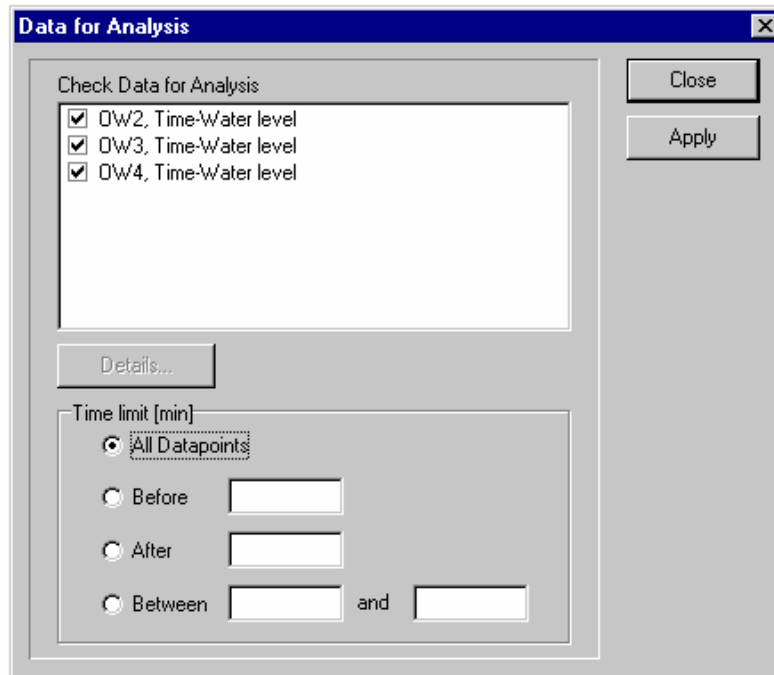 Data for Analysis
Check Data for Analysis
OW2, Time-Water level
OW3, Time-Water level
OW4, Time-Water level
Close
Apply
Details...
Time limit [min]
All Datapoints
Before
After
Between and